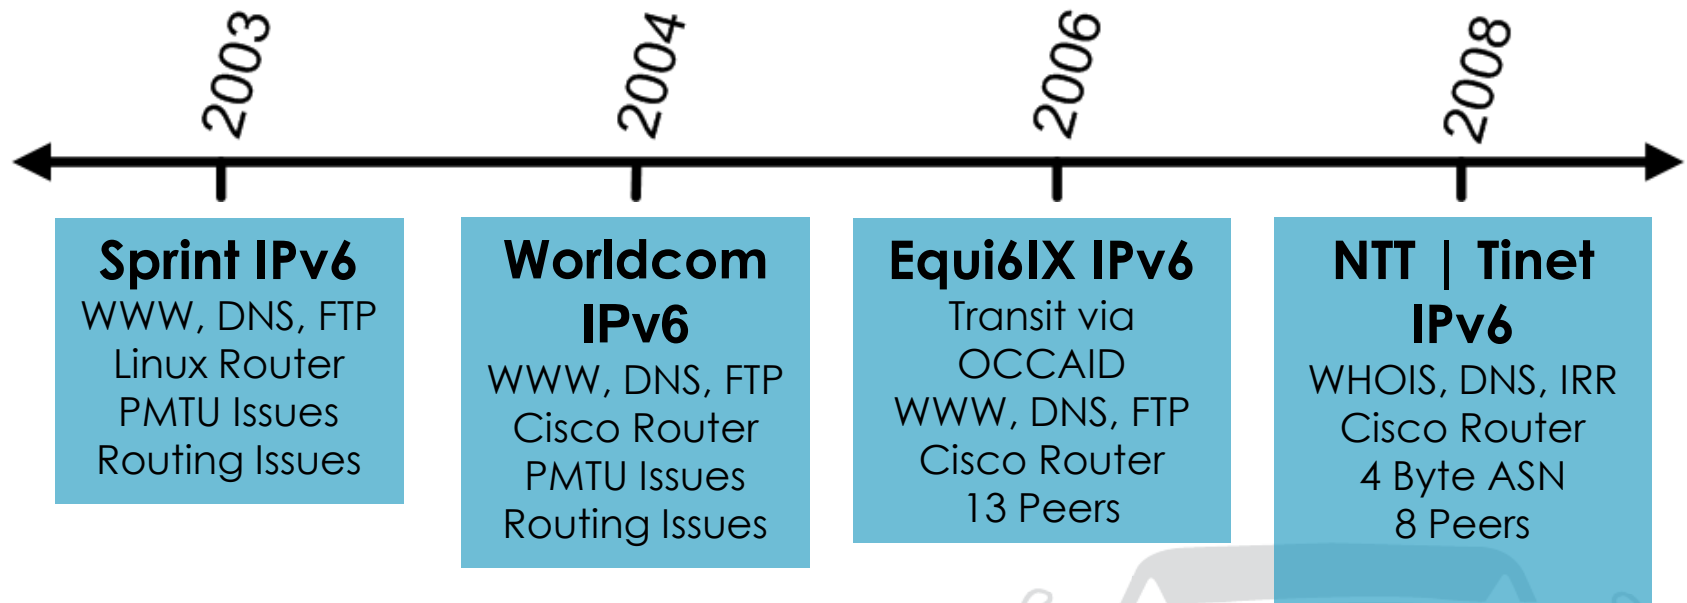 2003
2004
2006
2008
Sprint IPv6
WWW, DNS, FTP
Linux Router
PMTU Issues
Routing Issues
Worldcom
IPv6
WWW, DNS, FTP
Cisco Router
PMTU Issues
Routing Issues
Equi6IX IPv6
Transit via
OCCAID
WWW, DNS, FTP
Cisco Router
13 Peers
NTT | Tinet
IPv6
WHOIS, DNS, IRR
Cisco Router
4 Byte ASN
8 Peers